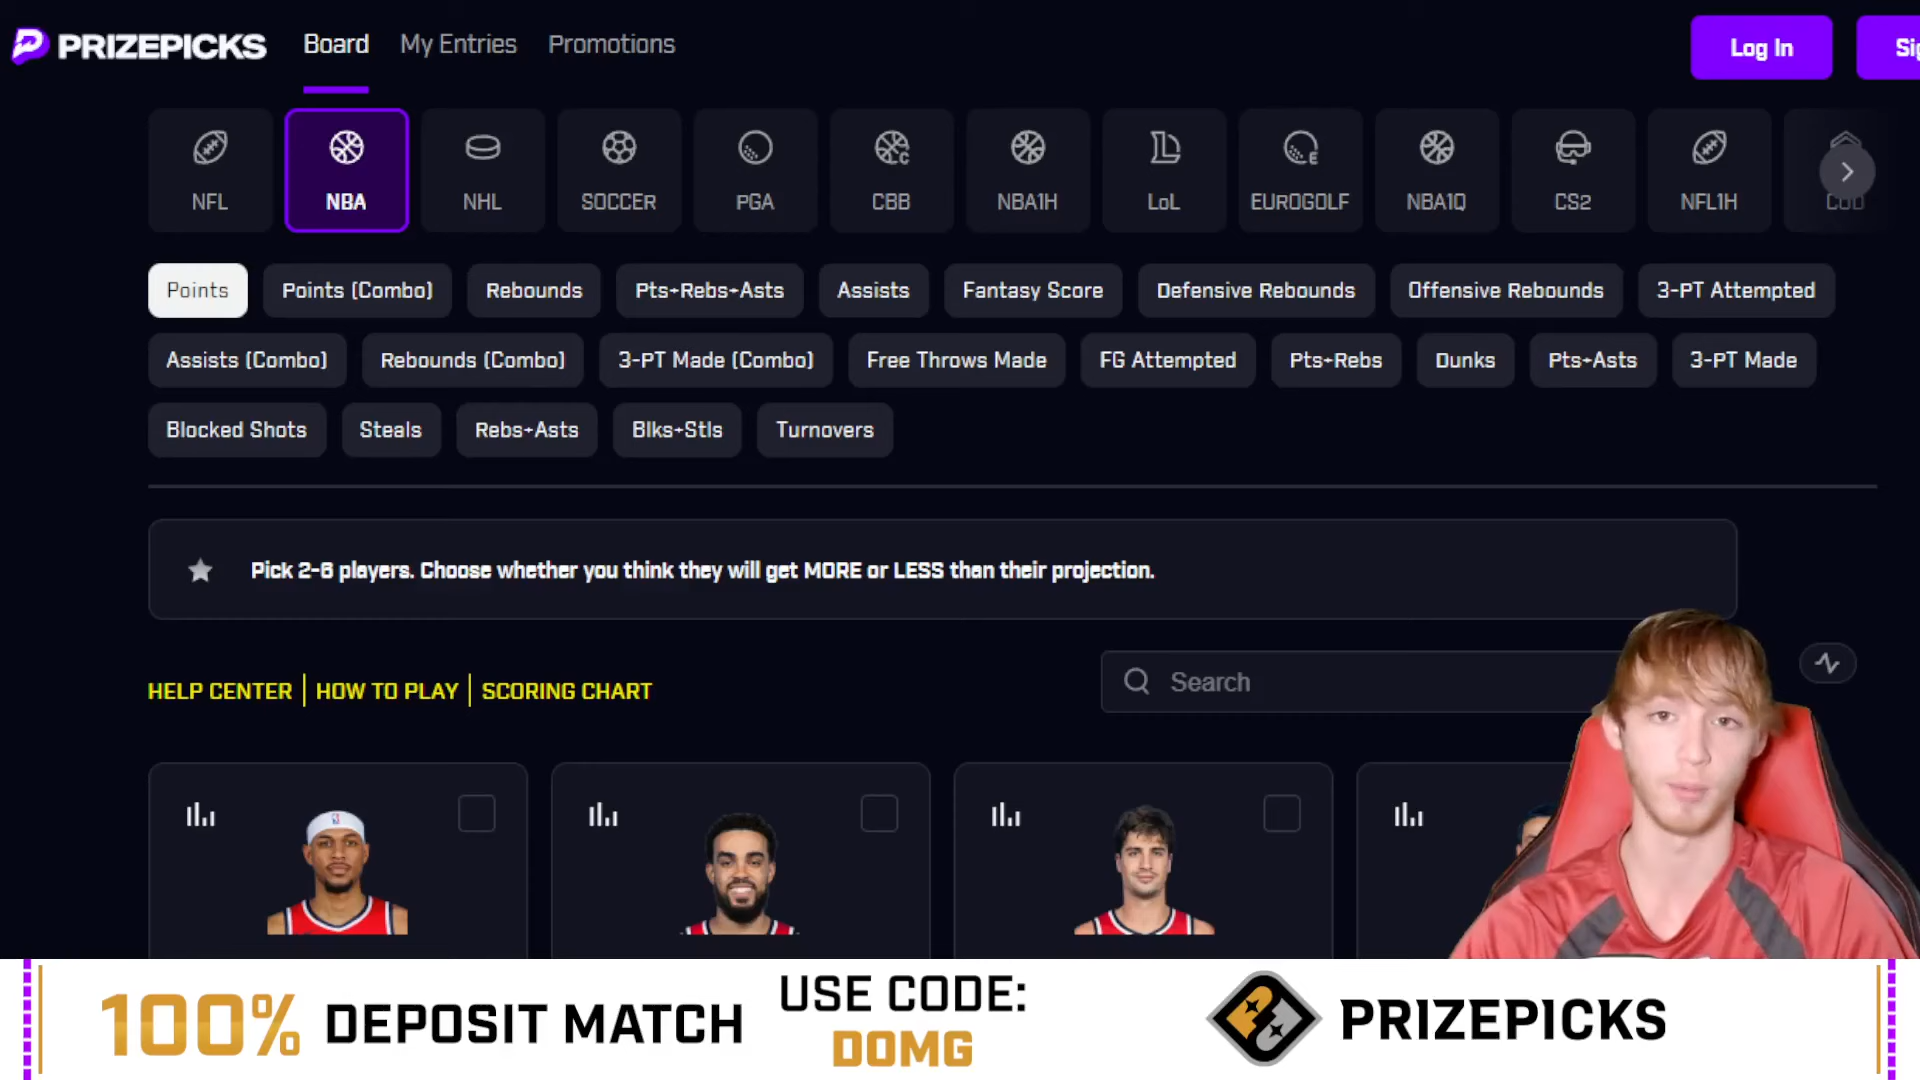 PRIZEPICKS Board My Entries Promotions Log In
NFL NBA NHL SOCCER PGA CBB NBA1H LoL EUROGOLF NBA1Q CS2 NFL1H COD
Points Points (Combo) Rebounds Pts+Rebs+Asts Assists Fantasy Score Defensive Rebounds Offensive Rebounds 3-PT Attempted
Assists (Combo) Rebounds (Combo) 3-PT Made (Combo) Free Throws Made FG Attempted Pts+Rebs Dunks Pts+Asts 3-PT Made
Blocked Shots Steals Rebs+Asts Blks+Stls Turnovers
Pick 2-6 players. Choose whether you think they will get MORE or LESS than their projection.
HELP CENTER HOW TO PLAY SCORING CHART Search
100% DEPOSIT MATCH USE CODE: DOMG PRIZEPICKS